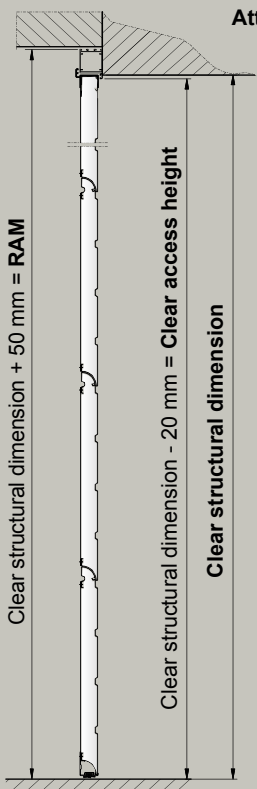 Att
Clear structural dimension + 50 mm = RAM
Clear structural dimension - 20 mm = Clear access height
Clear structural dimension